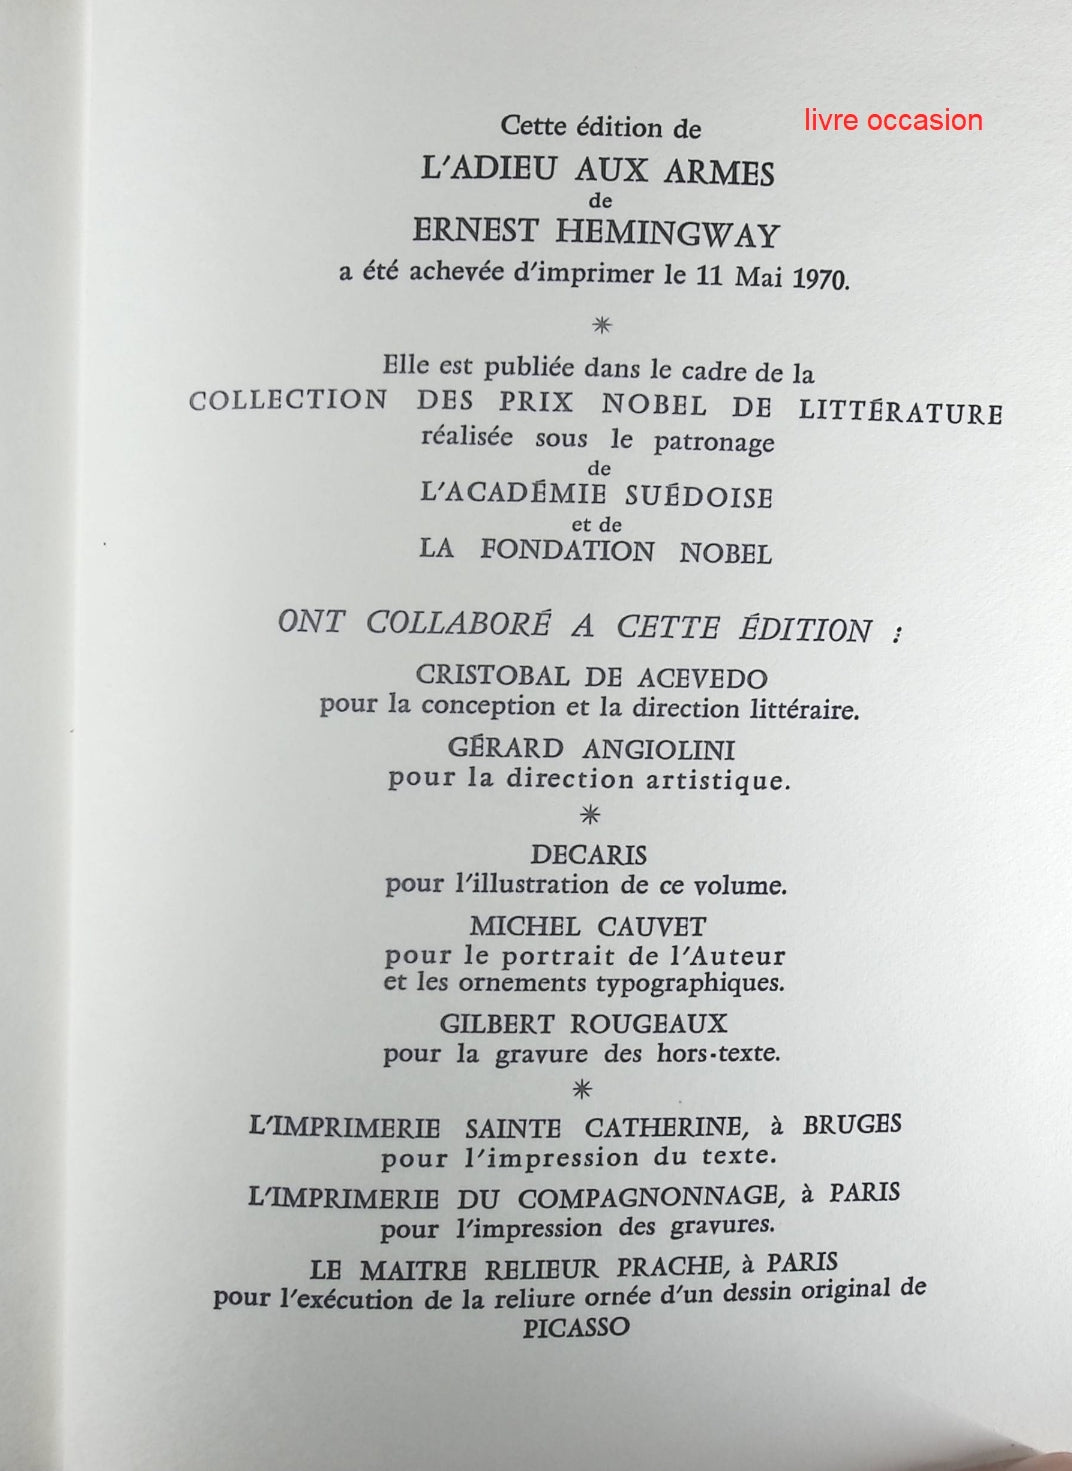 livre occasion
Cette édition de
L'ADIEU AUX ARMES
de
ERNEST HEMINGWAY
a été achevée d'imprimer le 11 Mai 1970.
Elle est publiée dans le cadre de la
COLLECTION DES PRIX NOBEL DE LITTÉRATURE
réalisée sous le patronage
de
L'ACADÉMIE SUÉDOISE
et de
LA FONDATION NOBEL
ONT COLLABORÉ A CETTE ÉDITION :
CRISTOBAL DE ACEVEDO
pour la conception et la direction littéraire.
GÉRARD ANGIOLINI
pour la direction artistique.
DECARIS
pour l'illustration de ce volume.
MICHEL CAUVET
pour le portrait de l'Auteur
et les ornements typographiques.
GILBERT ROUGEAUX
pour la gravure des hors-texte.
L'IMPRIMERIE SAINTE CATHERINE, à BRUGES
pour l'impression du texte.
L'IMPRIMERIE DU COMPAGNONNAGE, à PARIS
pour l'impression des gravures.
LE MAITRE RELIEUR PRACHE, à PARIS
pour l'exécution de la reliure ornée d'un dessin original de
PICASSO